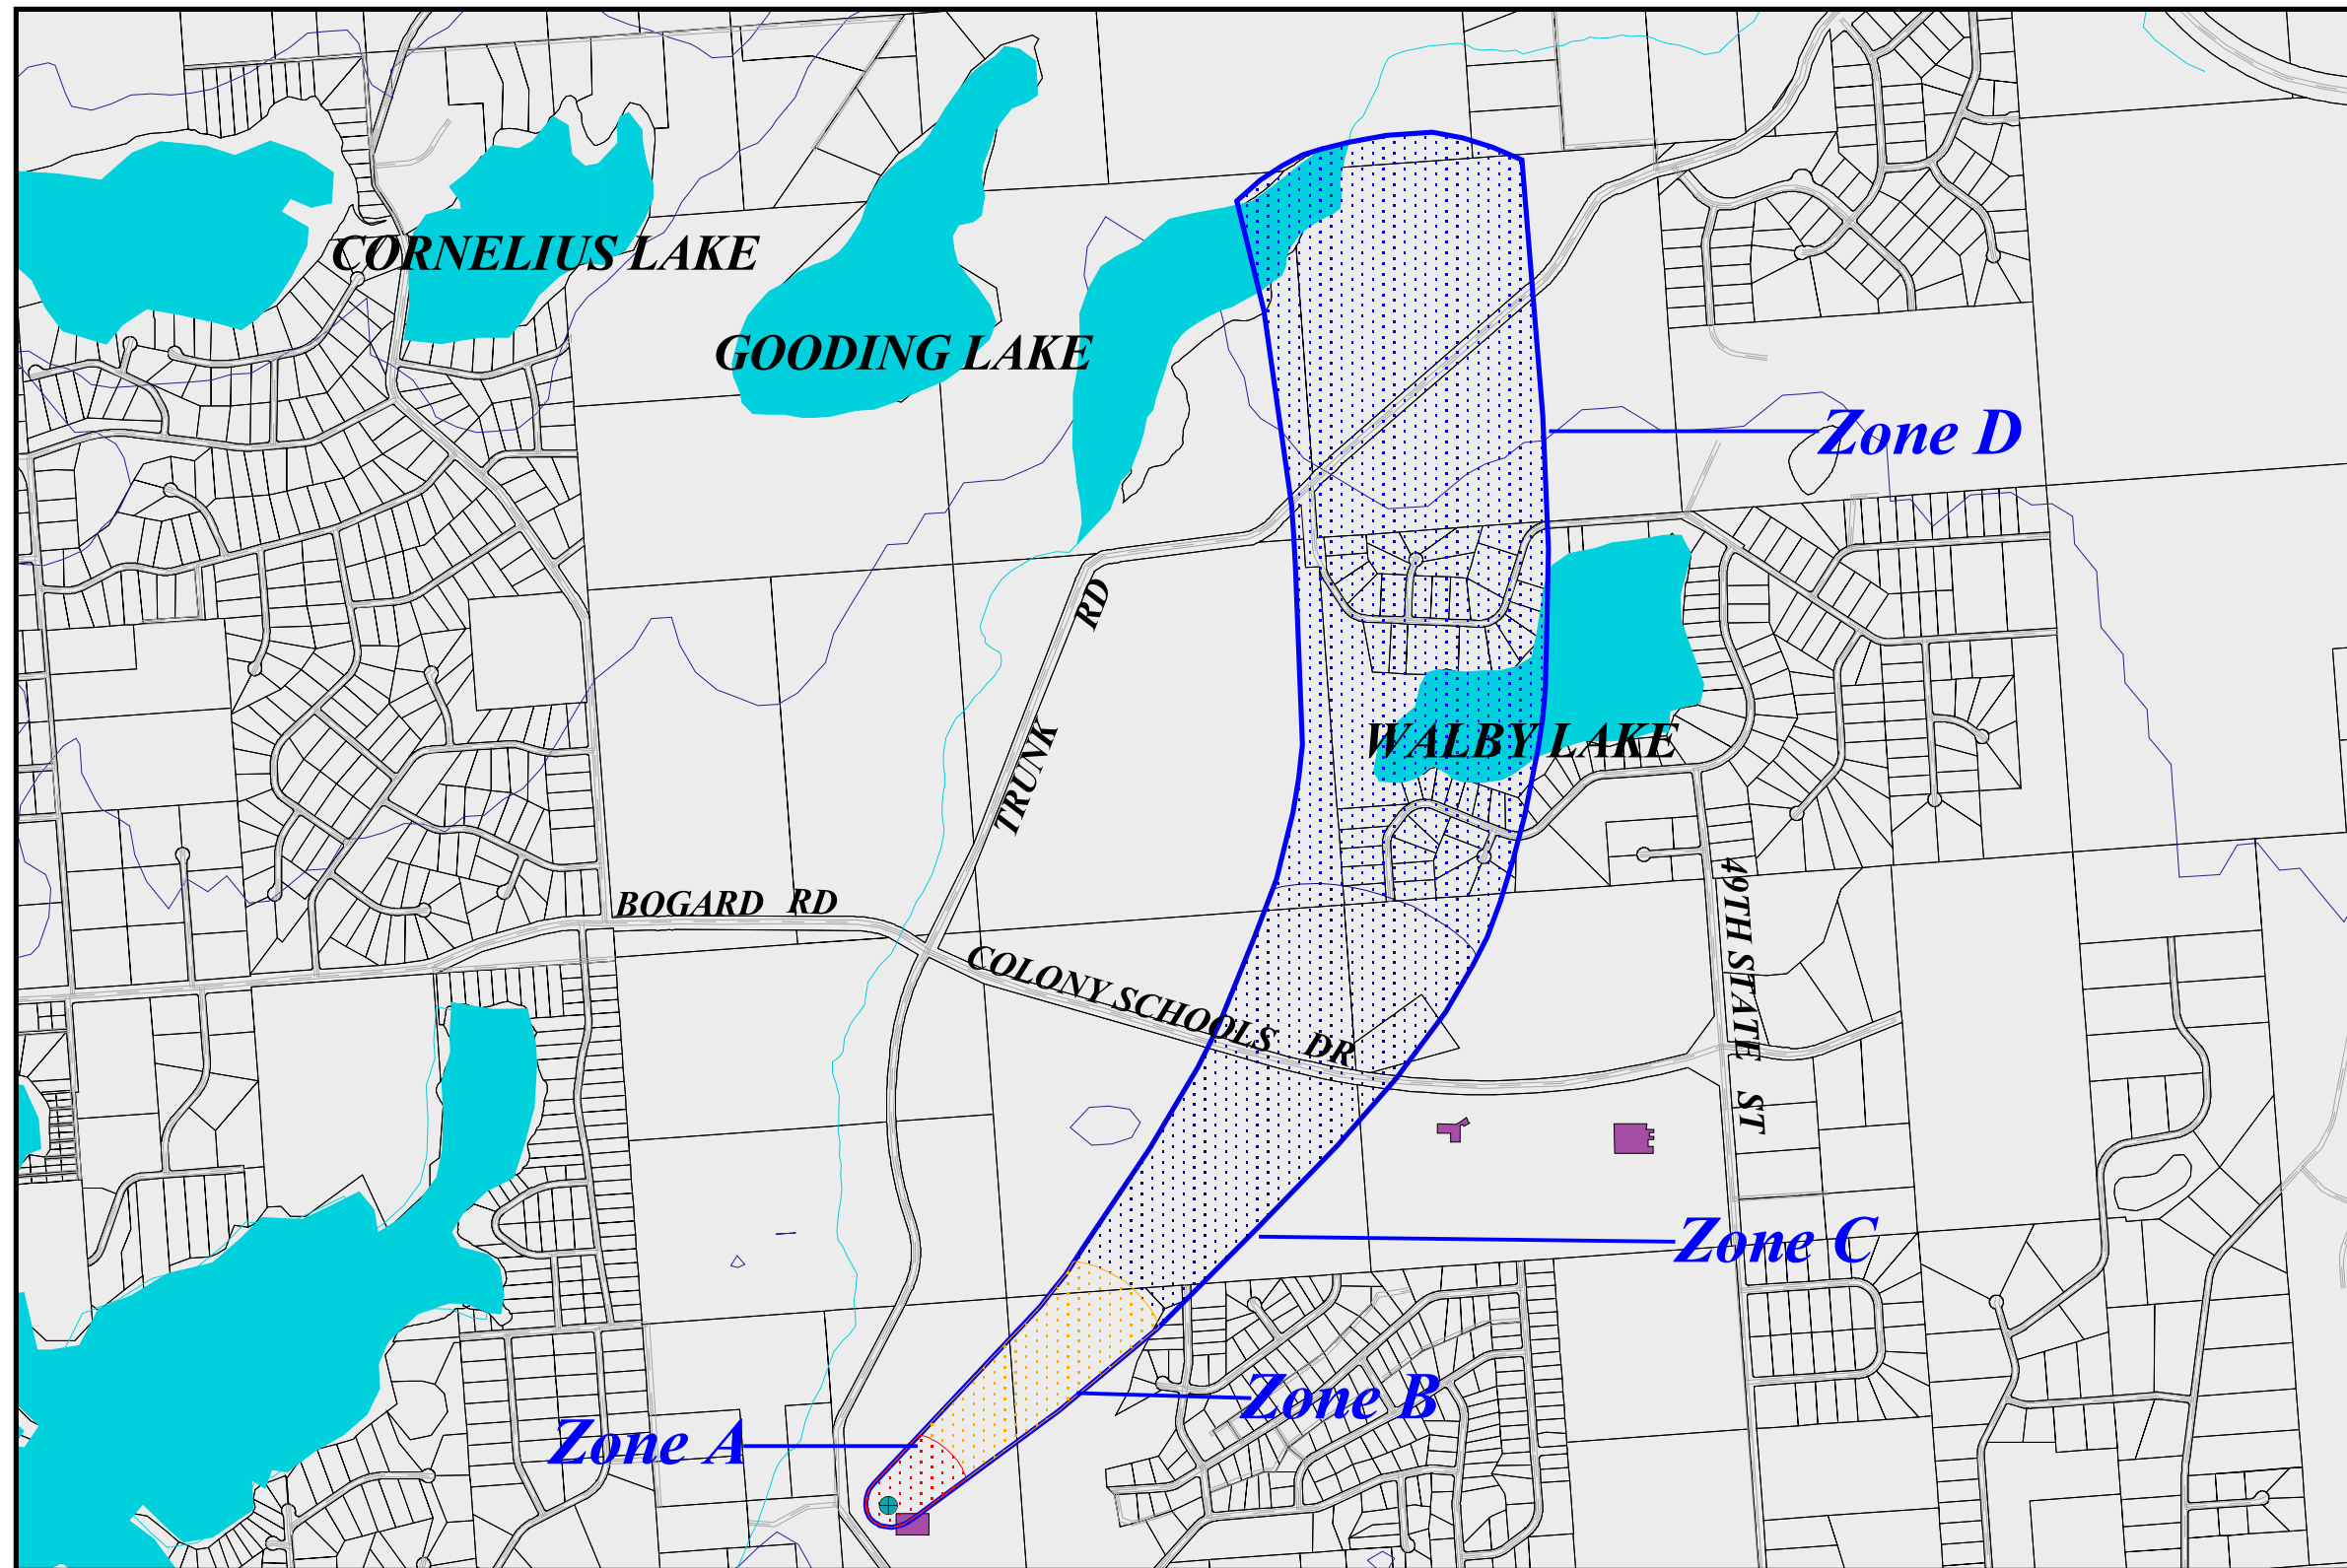 CORNELIUS LAKE
GOODING LAKE
Zone D
TRUNK RD
WALBY LAKE
BOGARD RD
COLONY SCHOOLS DR
49TH STATE ST
Zone C
Zone B
Zone A